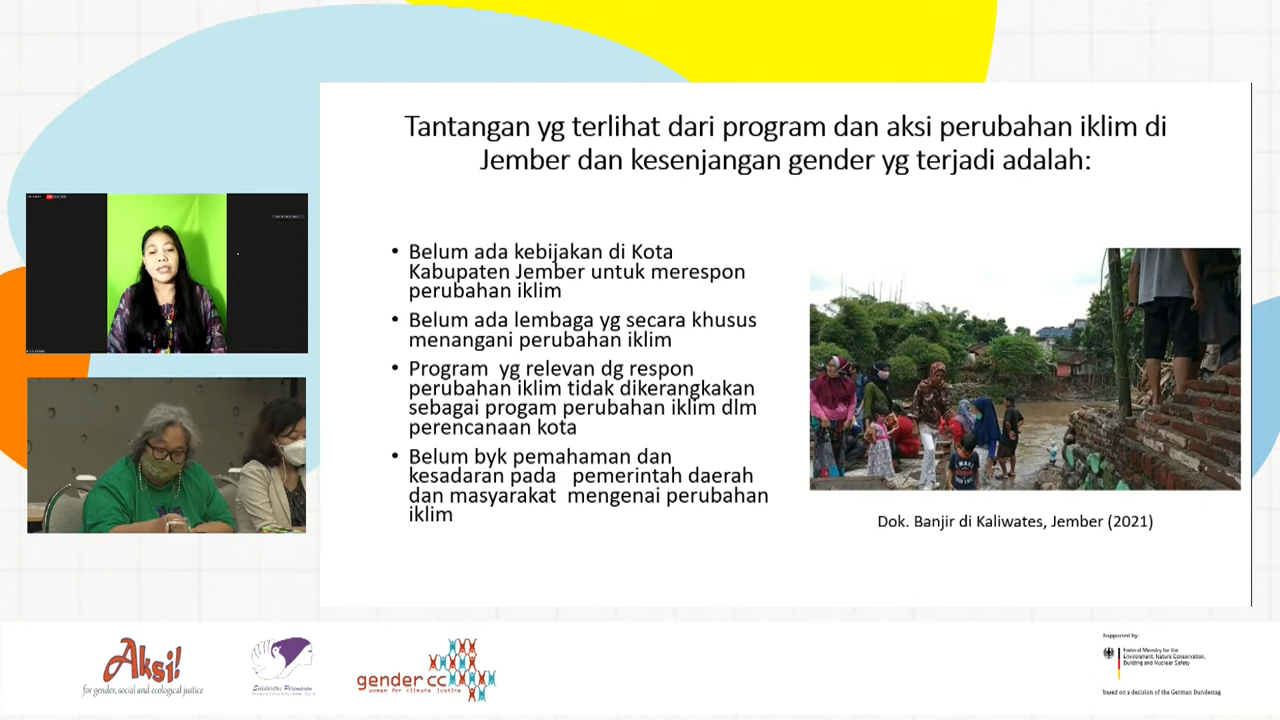 Tantangan yg terlihat dari program dan aksi perubahan iklim di
Jember dan kesenjangan gender yg terjadi adalah:
• Belum ada kebijakan di Kota
Kabupaten Jember untuk merespon
perubahan iklim
• Belum ada lembaga yg secara khusus
menangani perubahan iklim
• Program  yg relevan dg respon
perubahan iklim tidak dikerangkakan
sebagai progam perubahan iklim dlm
perencanaan kota
• Belum byk pemahaman dan
kesadaran pada   pemerintah daerah
dan masyarakat  mengenai perubahan
iklim
Dok. Banjir di Kaliwates, Jember (2021)
Aksi!
for gender, social and ecological justice
Solidaritas Perempuan
gender cc
women for climate justice
Supported by:
Federal Ministry for the
Environment, Nature Conservation,
Building and Nuclear Safety
based on a decision of the German Bundestag